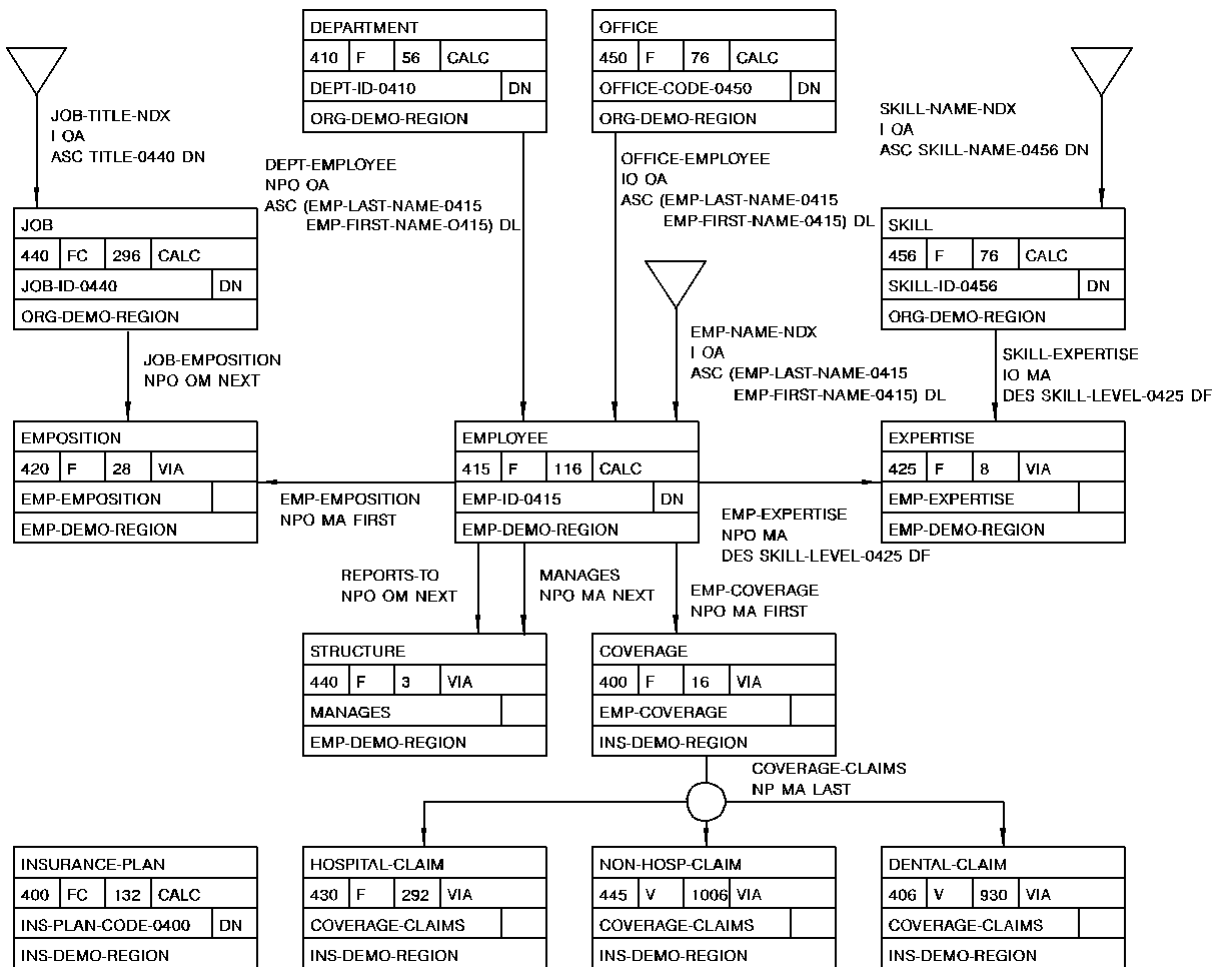 DEPARTMENT
410 F 56 CALC
DEPT-ID-0410 DN
ORG-DEMO-REGION
OFFICE
450 F 76 CALC
OFFICE-CODE-0450 DN
ORG-DEMO-REGION
JOB-TITLE-NDX
I OA
ASC TITLE-0440 DN
SKILL-NAME-NDX
I OA
ASC SKILL-NAME-0456 DN
DEPT-EMPLOYEE
NPO OA
ASC (EMP-LAST-NAME-0415
EMP-FIRST-NAME-O415) DL
OFFICE-EMPLOYEE
IO OA
ASC (EMP-LAST-NAME-0415
EMP-FIRST-NAME-0415) DL
JOB
440 FC 296 CALC
JOB-ID-0440 DN
ORG-DEMO-REGION
SKILL
456 F 76 CALC
SKILL-ID-0456 DN
ORG-DEMO-REGION
EMP-NAME-NDX
I OA
ASC (EMP-LAST-NAME-0415
EMP-FIRST-NAME-0415) DL
JOB-EMPOSITION
NPO OM NEXT
SKILL-EXPERTISE
IO MA
DES SKILL-LEVEL-0425 DF
EMPOSITION
420 F 28 VIA
EMP-EMPOSITION
EMP-DEMO-REGION
EMPLOYEE
415 F 116 CALC
EMP-ID-0415 DN
EMP-DEMO-REGION
EXPERTISE
425 F 8 VIA
EMP-EXPERTISE
EMP-DEMO-REGION
EMP-EMPOSITION
NPO MA FIRST
EMP-EXPERTISE
NPO MA
DES SKILL-LEVEL-0425 DF
REPORTS-TO
NPO OM NEXT
MANAGES
NPO MA NEXT
EMP-COVERAGE
NPO MA FIRST
STRUCTURE
440 F 3 VIA
MANAGES
EMP-DEMO-REGION
COVERAGE
400 F 16 VIA
EMP-COVERAGE
INS-DEMO-REGION
COVERAGE-CLAIMS
NP MA LAST
INSURANCE-PLAN
400 FC 132 CALC
INS-PLAN-CODE-0400 DN
INS-DEMO-REGION
HOSPITAL-CLAIM
430 F 292 VIA
COVERAGE-CLAIMS
INS-DEMO-REGION
NON-HOSP-CLAIM
445 V 1006 VIA
COVERAGE-CLAIMS
INS-DEMO-REGION
DENTAL-CLAIM
406 V 930 VIA
COVERAGE-CLAIMS
INS-DEMO-REGION